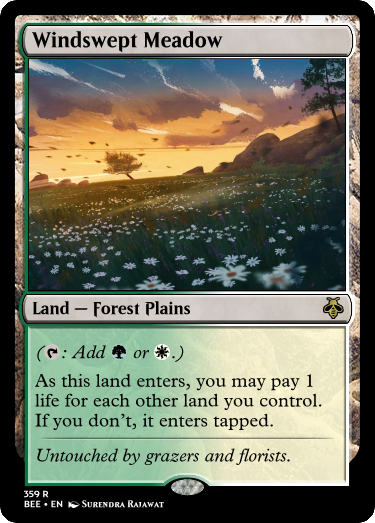 Windswept Meadow
Land — Forest Plains
(: Add or .)
As this land enters, you may pay 1
life for each other land you control.
If you don't, it enters tapped.
Untouched by grazers and florists.
359 R
BEE • EN Surendra Rajawat